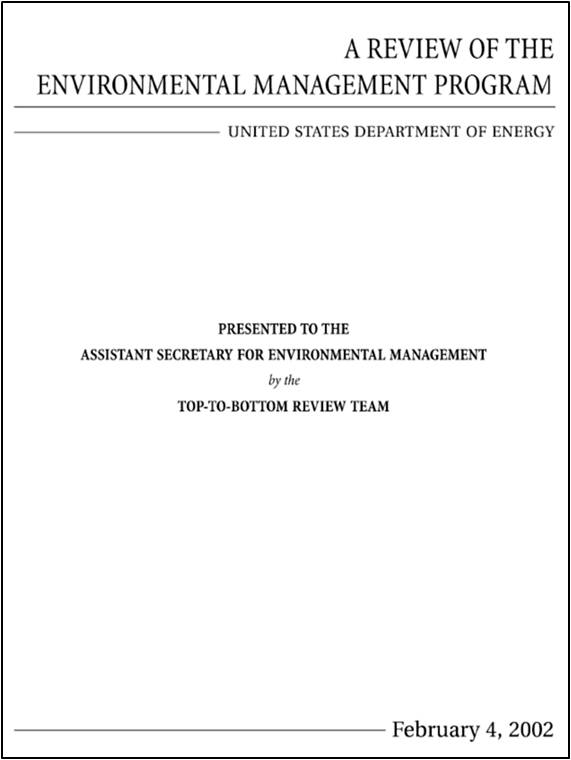 A REVIEW OF THE
ENVIRONMENTAL MANAGEMENT PROGRAM
UNITED STATES DEPARTMENT OF ENERGY
PRESENTED TO THE
ASSISTANT SECRETARY FOR ENVIRONMENTAL MANAGEMENT
by the
TOP-TO-BOTTOM REVIEW TEAM
February 4, 2002